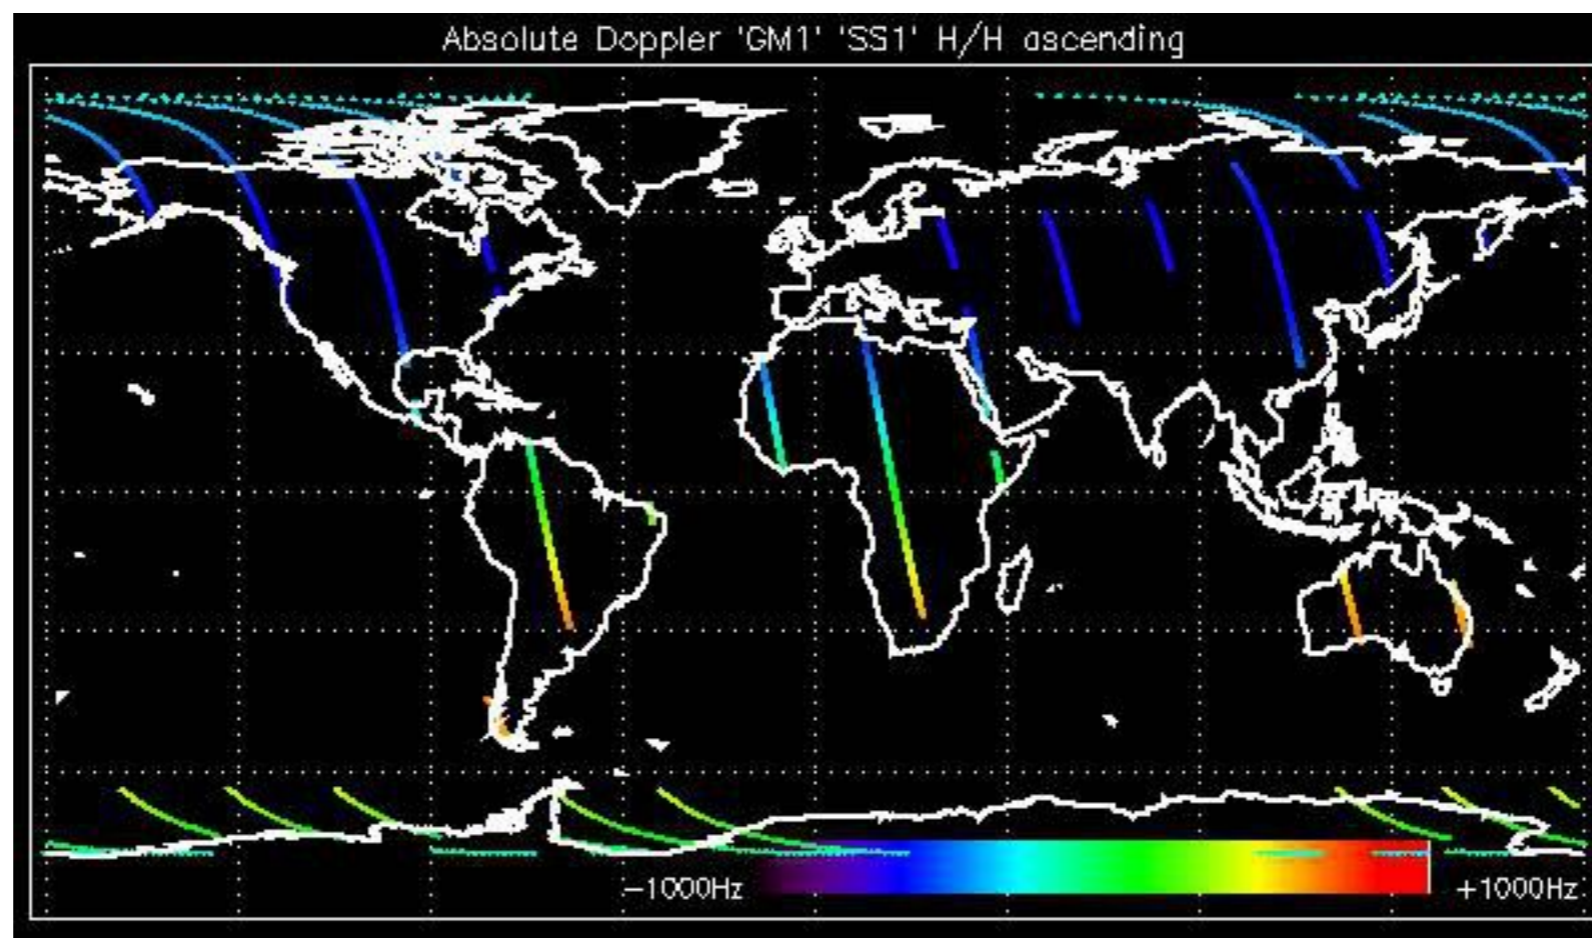 Absolute Doppler 'GM1' 'SS1' H/H ascending
-1000Hz
+1000Hz